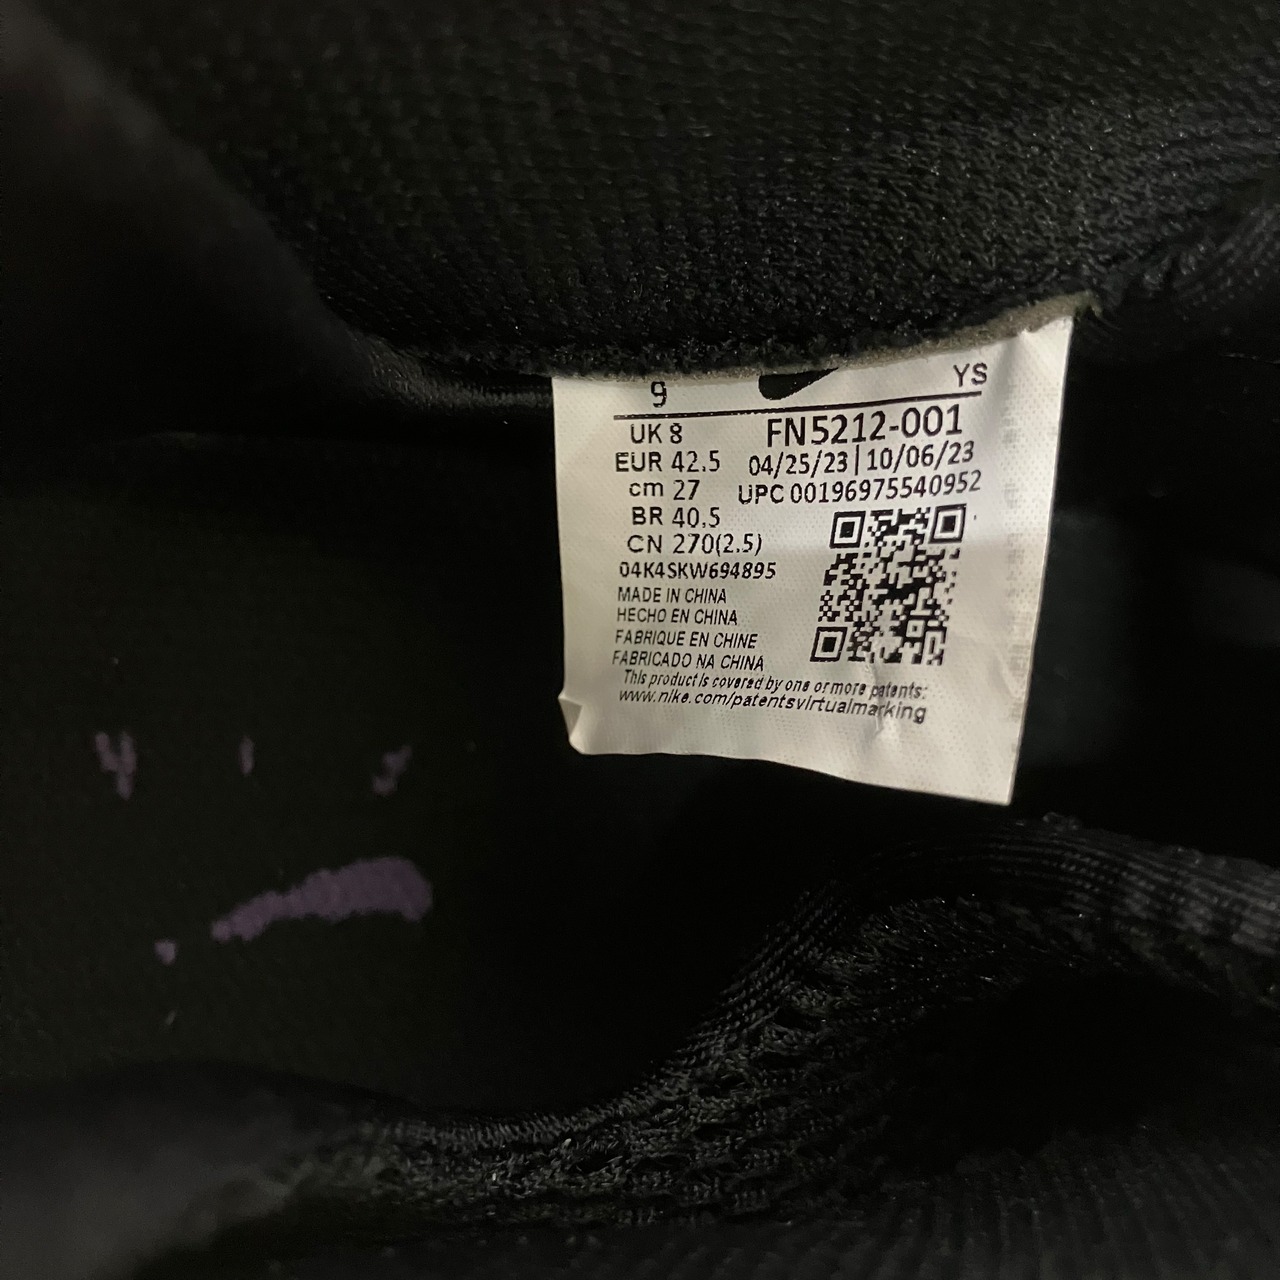 9 YS
UK 8 FN5212-001
EUR 42.5 04/25/23|10/06/23
cm 27 UPC 00196975540952
BR 40.5
CN 270(2.5)
04K4SKW694895
MADE IN CHINA
HECHO EN CHINA
FABRIQUE EN CHINE
FABRICADO NA CHINA
This product is covered by one or more patents:
www.nike.com/patentsvirtualmarking